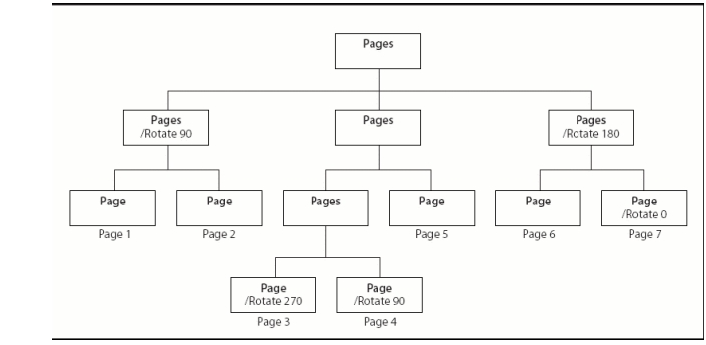 Pages
Pages
/Rotate 90
Pages
Pages
/Rctate 180
Page
Page
Pages
Page
Page
Page
/Rotate 0
Page 1
Page 2
Page 5
Page 6
Page 7
Page
/Rotate 270
Page
/Rotate 90
Page 3
Page 4